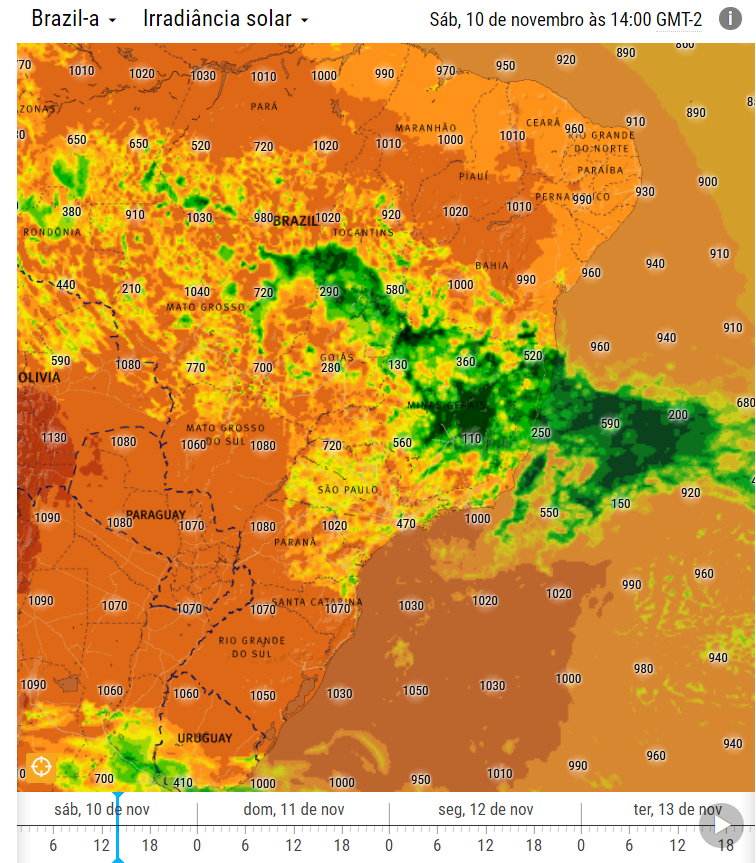 Brazil-a Irradiância solar Sáb, 10 de novembro às 14:00 GMT-2 i
770 1010 1020 1030 1010 1000 990 970 950 920 890 860
ZONAS PARÁ MARANHÃO CEARÁ 960 910 890
RIO GRANDE
DO NORTE
650 650 520 720 1020 1010 1000 1010
PIAUÍ PARAÍBA
PERNAMBUCO 990 930 900
380 910 1030 980 BRAZIL 1020 920 1020 1010
RONDÔNIA TOCANTINS
BAHIA 940 910
440 210 1040 720 290 580 1000 990 960
MATO GROSSO
590 1080 770 700 GOIÁS 280 130 360 520 960 940 910
OLIVIA
MINAS GERAIS 680
1130 1080 MATO GROSSO
DO SUL 1060 1080 720 560 110 250 590 200
SÃO PAULO
1090 1080 PARAGUAY 1070 1080 1020 470 1000 550 150 920
PARANÁ
1090 1070 1070 1070 SANTA CATARINA 1070 1030 1020 1020 990 960
RIO GRANDE
DO SUL
1090 1060 1060 1050 1030 1050 1030 1000 980 940
URUGUAY
700 410 1000 1000 950 1010 990 960 940
sáb, 10 de nov dom, 11 de nov seg, 12 de nov ter, 13 de nov
6 12 18 0 6 12 18 0 6 12 18 0 6 12 18